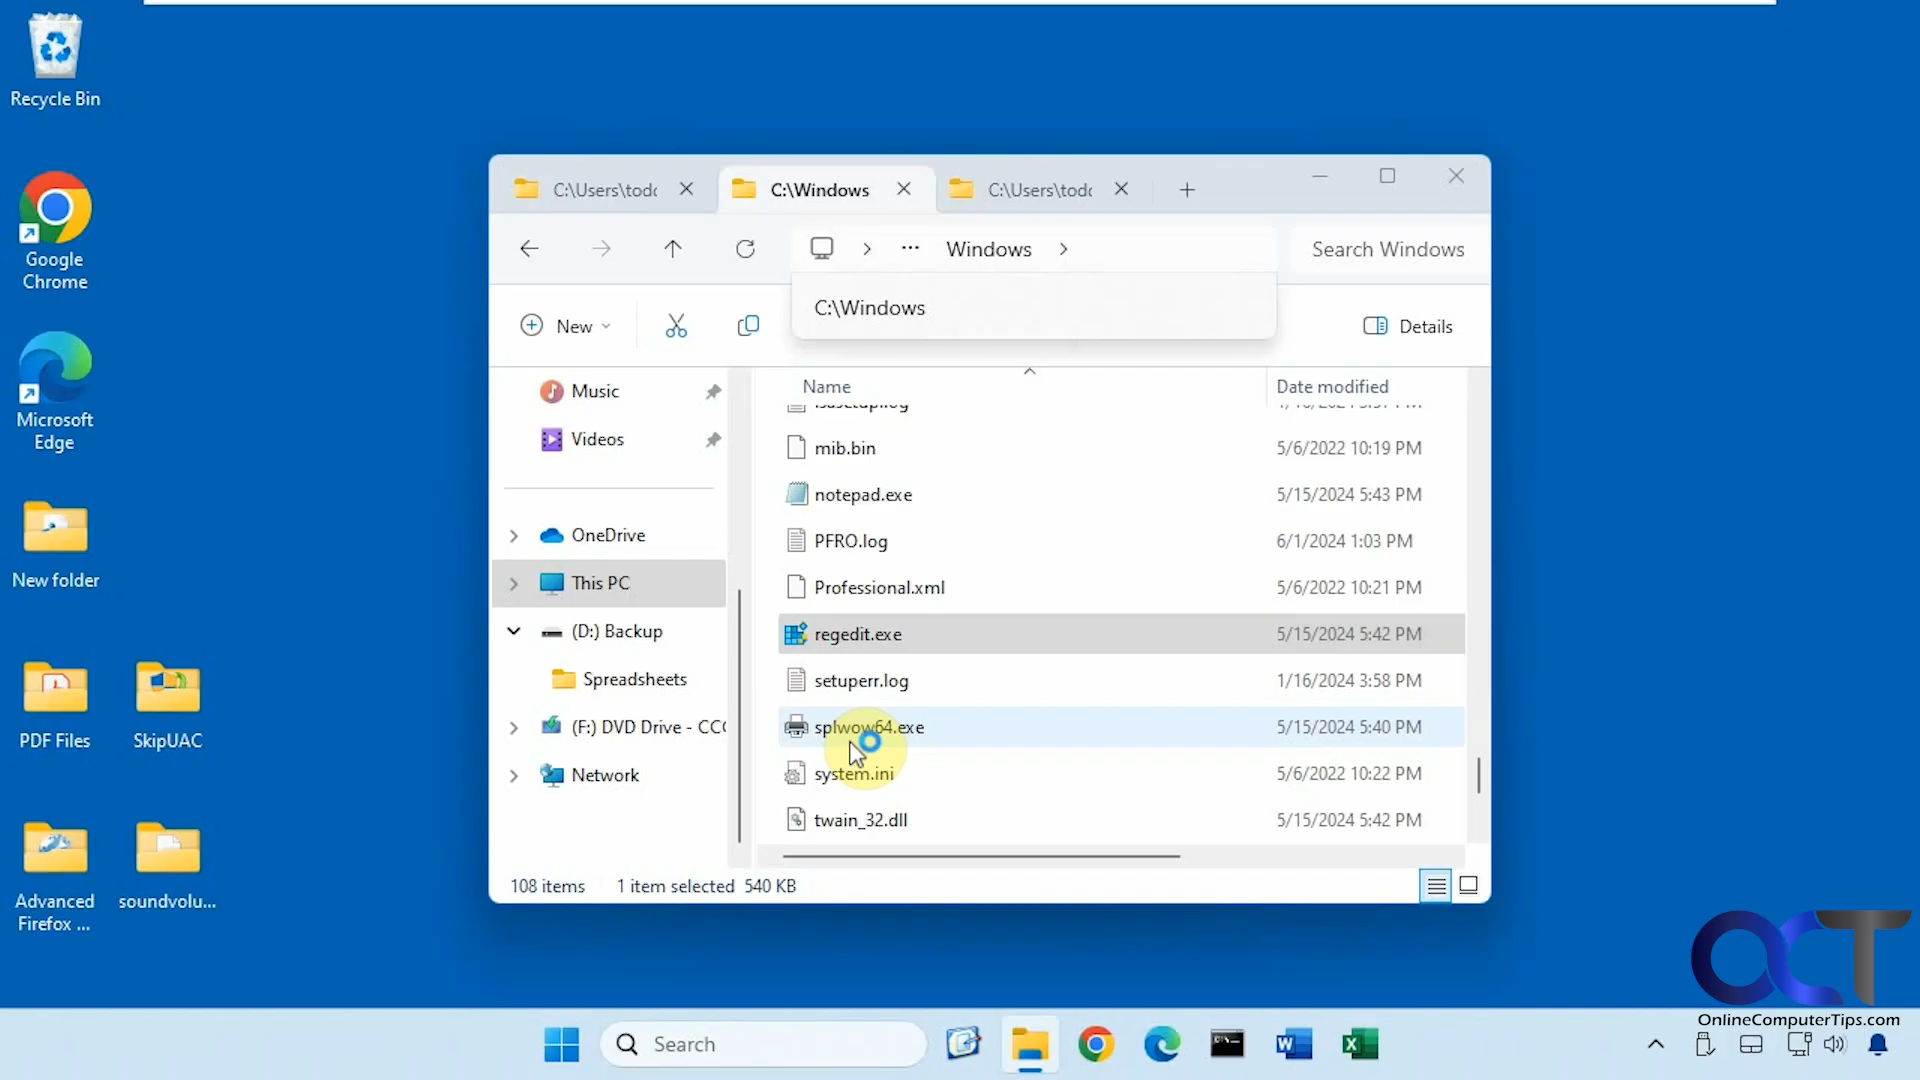 Recycle Bin
Google
Chrome
Microsoft
Edge
New folder
PDF Files
SkipUAC
Advanced
Firefox ...
soundvolu...
C:\Users\todc
C:\Windows
C:\Users\todc
Windows
Search Windows
New
C:\Windows
Details
Music
Videos
OneDrive
This PC
(D:) Backup
Spreadsheets
(F:) DVD Drive - CCC
Network
Name
Date modified
mib.bin
5/6/2022 10:19 PM
notepad.exe
5/15/2024 5:43 PM
PFRO.log
6/1/2024 1:03 PM
Professional.xml
5/6/2022 10:21 PM
regedit.exe
5/15/2024 5:42 PM
setuperr.log
1/16/2024 3:58 PM
splwow64.exe
5/15/2024 5:40 PM
system.ini
5/6/2022 10:22 PM
twain_32.dll
5/15/2024 5:42 PM
108 items
1 item selected 540 KB
OCT
OnlineComputerTips.com
Search